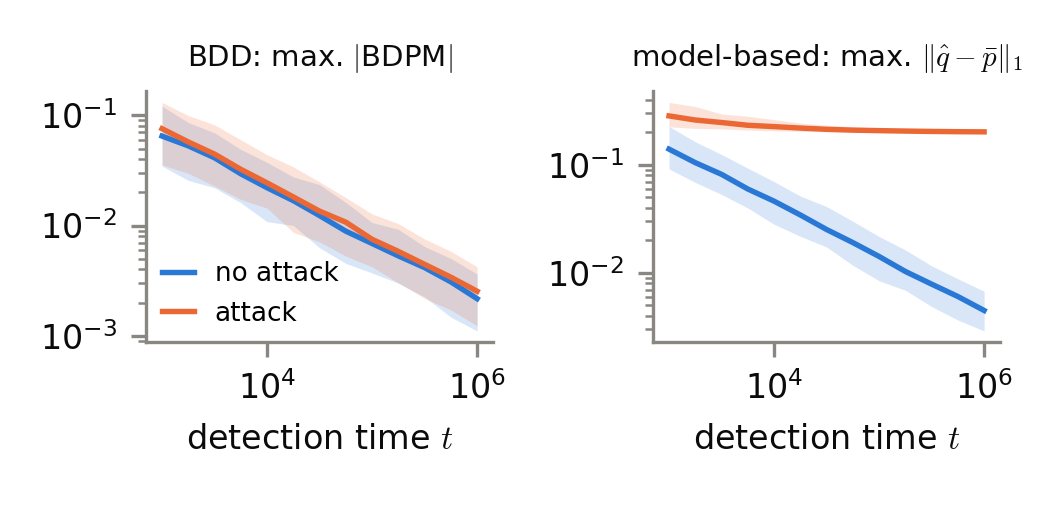 BDD: max. |BDPM|
10⁻¹
10⁻²
10⁻³
no attack
attack
10⁴
10⁶
detection time t
model-based: max. ‖q̂ − p̄‖₁
10⁻¹
10⁻²
10⁴
10⁶
detection time t